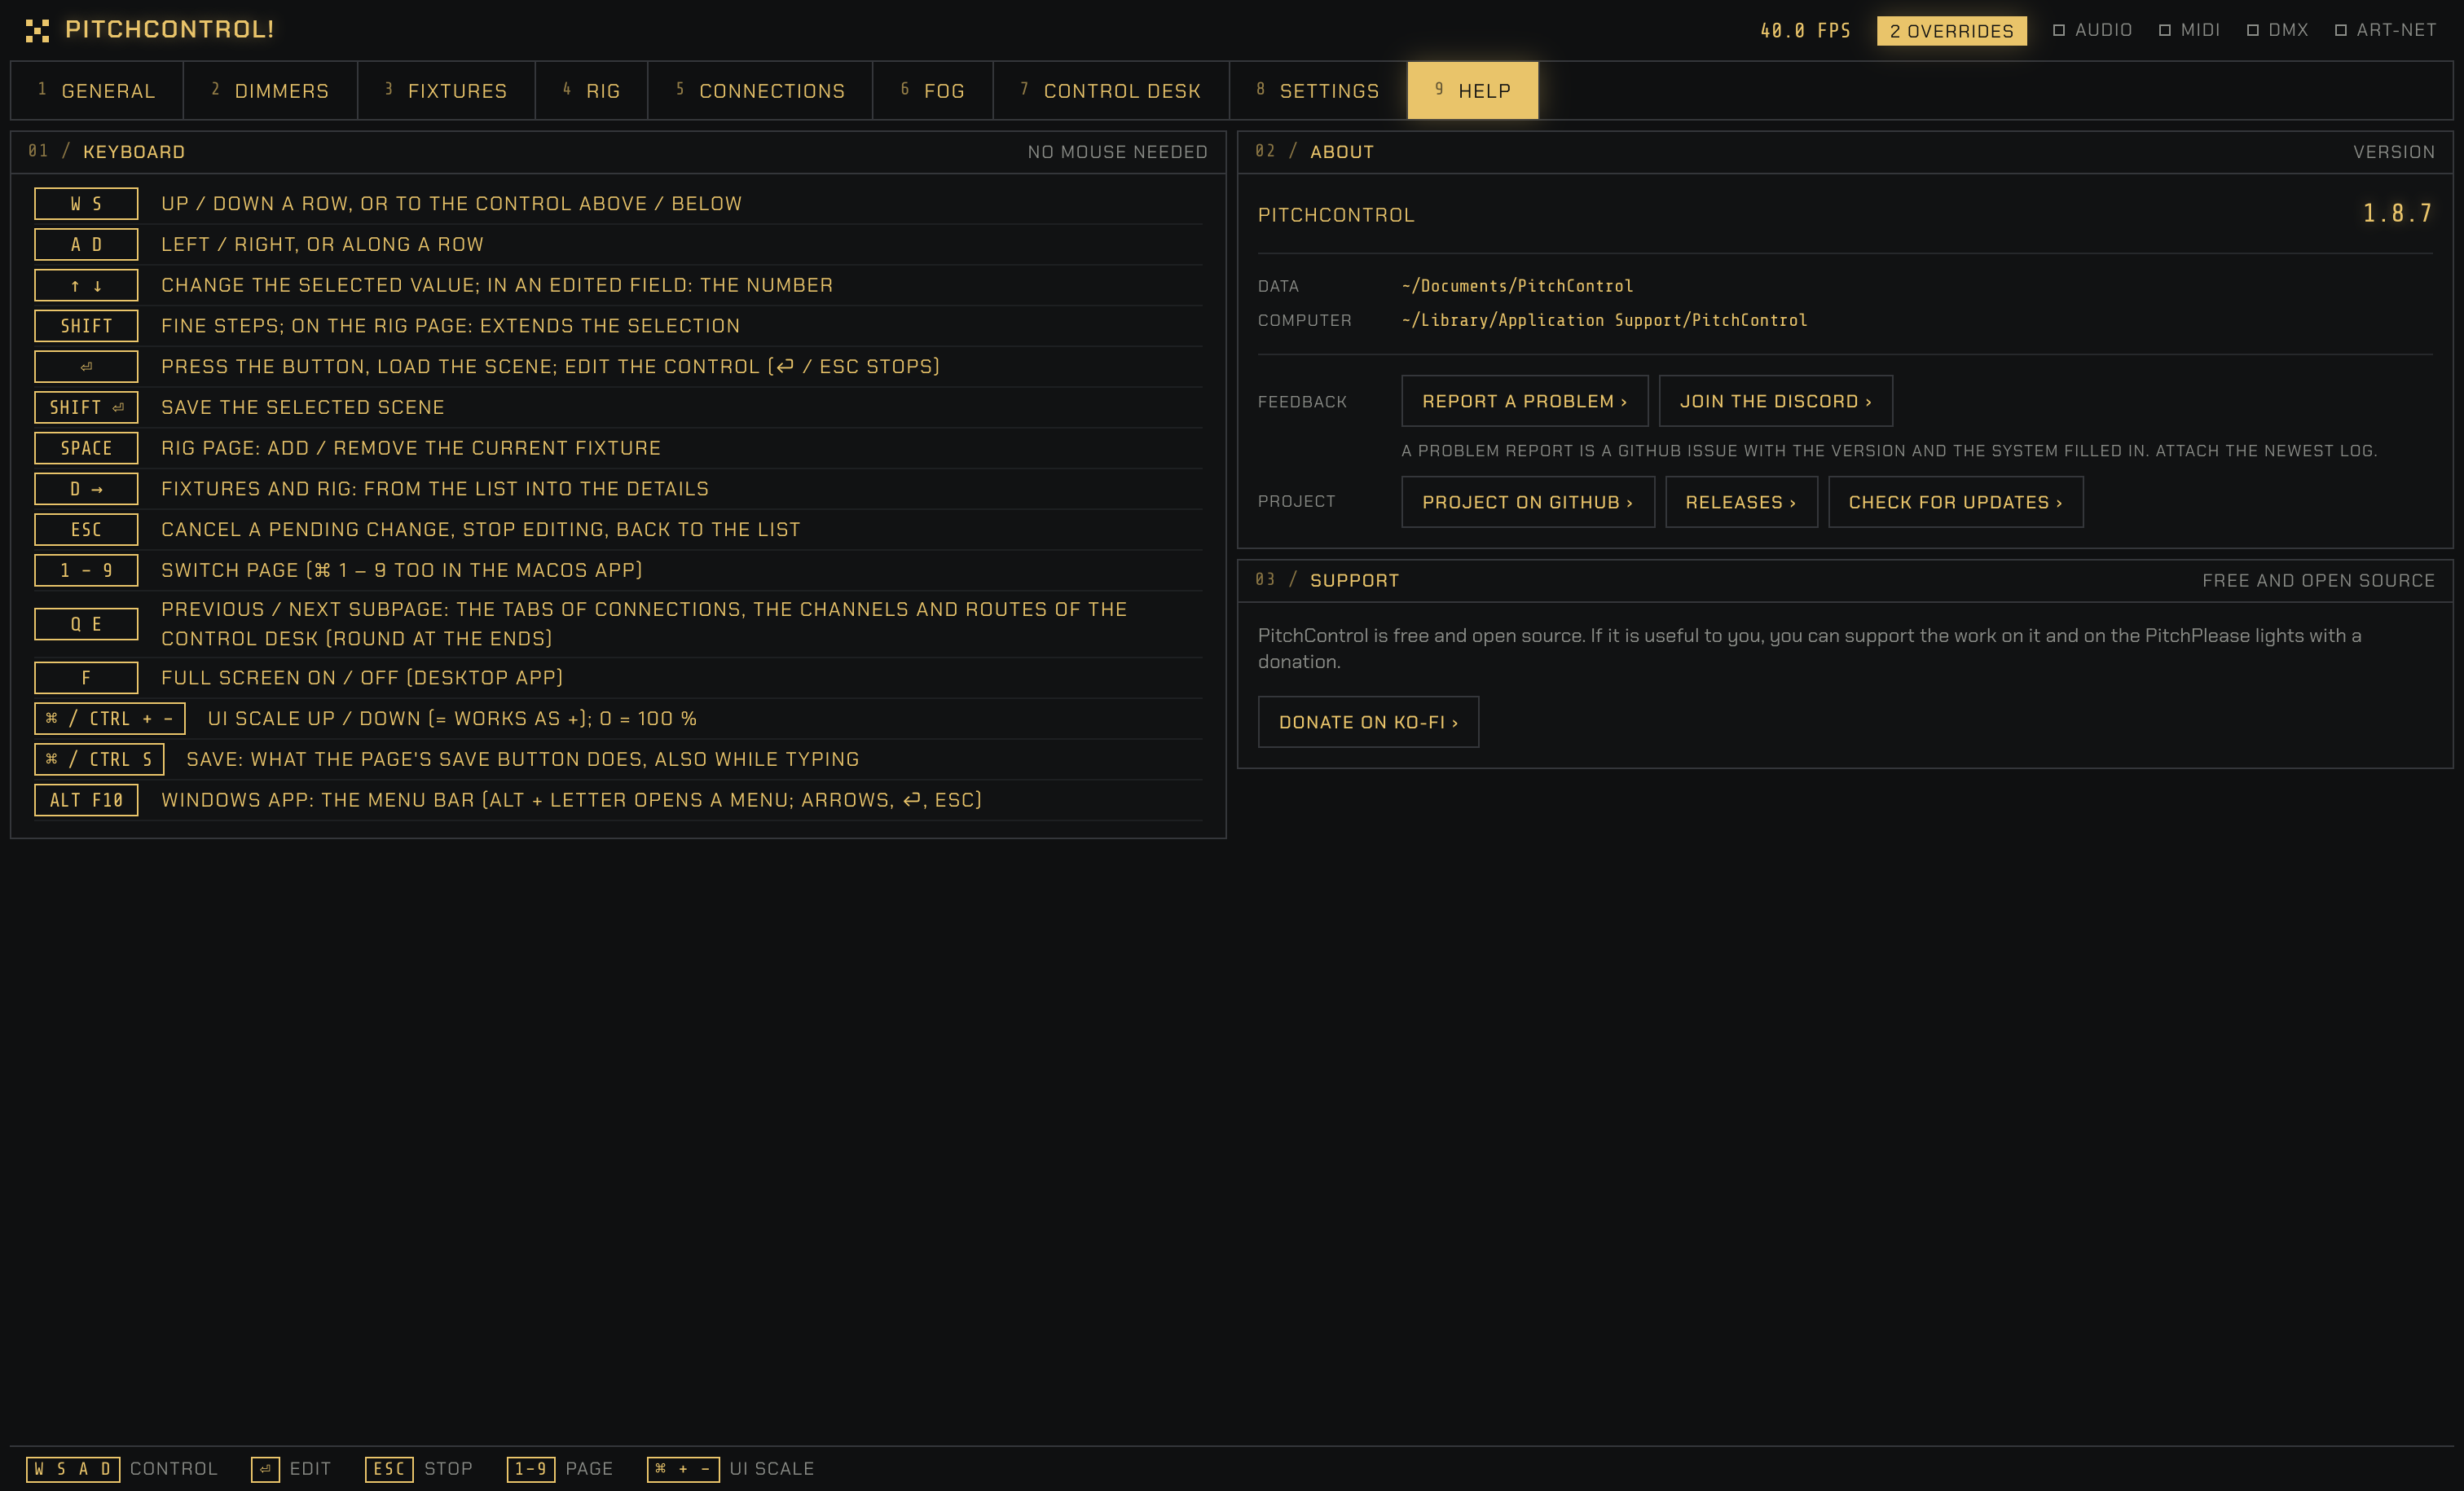 PITCHCONTROL!
40.0 FPS 2 OVERRIDES AUDIO MIDI DMX ART-NET
1 GENERAL 2 DIMMERS 3 FIXTURES 4 RIG 5 CONNECTIONS 6 FOG 7 CONTROL DESK 8 SETTINGS 9 HELP
01 / KEYBOARD NO MOUSE NEEDED
W S UP / DOWN A ROW, OR TO THE CONTROL ABOVE / BELOW
A D LEFT / RIGHT, OR ALONG A ROW
↑ ↓ CHANGE THE SELECTED VALUE; IN AN EDITED FIELD: THE NUMBER
SHIFT FINE STEPS; ON THE RIG PAGE: EXTENDS THE SELECTION
⏎ PRESS THE BUTTON, LOAD THE SCENE; EDIT THE CONTROL (⏎ / ESC STOPS)
SHIFT ⏎ SAVE THE SELECTED SCENE
SPACE RIG PAGE: ADD / REMOVE THE CURRENT FIXTURE
D → FIXTURES AND RIG: FROM THE LIST INTO THE DETAILS
ESC CANCEL A PENDING CHANGE, STOP EDITING, BACK TO THE LIST
1 – 9 SWITCH PAGE (⌘ 1 – 9 TOO IN THE MACOS APP)
Q E PREVIOUS / NEXT SUBPAGE: THE TABS OF CONNECTIONS, THE CHANNELS AND ROUTES OF THE
CONTROL DESK (ROUND AT THE ENDS)
F FULL SCREEN ON / OFF (DESKTOP APP)
⌘ / CTRL + − UI SCALE UP / DOWN (= WORKS AS +); 0 = 100 %
⌘ / CTRL S SAVE: WHAT THE PAGE'S SAVE BUTTON DOES, ALSO WHILE TYPING
ALT F10 WINDOWS APP: THE MENU BAR (ALT + LETTER OPENS A MENU; ARROWS, ⏎, ESC)
02 / ABOUT VERSION
PITCHCONTROL 1.8.7
DATA ~/Documents/PitchControl
COMPUTER ~/Library/Application Support/PitchControl
FEEDBACK REPORT A PROBLEM › JOIN THE DISCORD ›
A PROBLEM REPORT IS A GITHUB ISSUE WITH THE VERSION AND THE SYSTEM FILLED IN. ATTACH THE NEWEST LOG.
PROJECT PROJECT ON GITHUB › RELEASES › CHECK FOR UPDATES ›
03 / SUPPORT FREE AND OPEN SOURCE
PitchControl is free and open source. If it is useful to you, you can support the work on it and on the PitchPlease lights with a
donation.
DONATE ON KO-FI ›
W S A D CONTROL ⏎ EDIT ESC STOP 1–9 PAGE ⌘ + − UI SCALE